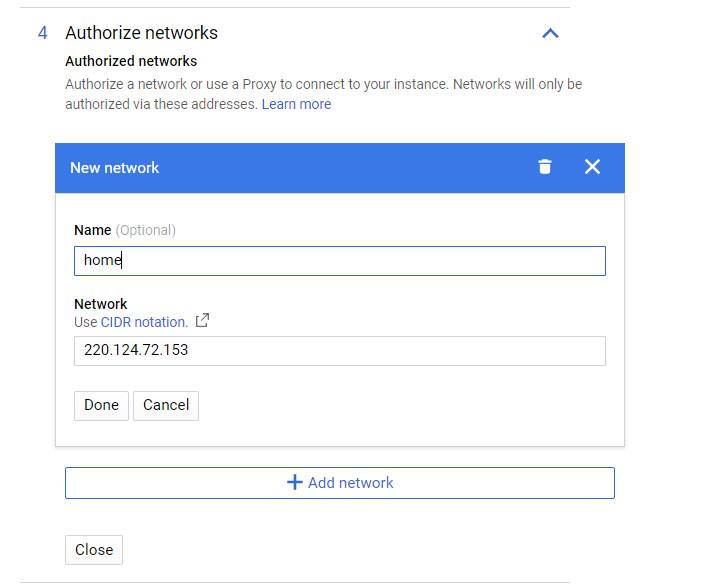 4 Authorize networks
Authorized networks
Authorize a network or use a Proxy to connect to your instance. Networks will only be
authorized via these addresses. Learn more
New network
Name (Optional)
home
Network
Use CIDR notation.
220.124.72.153
Done Cancel
Add network
Close